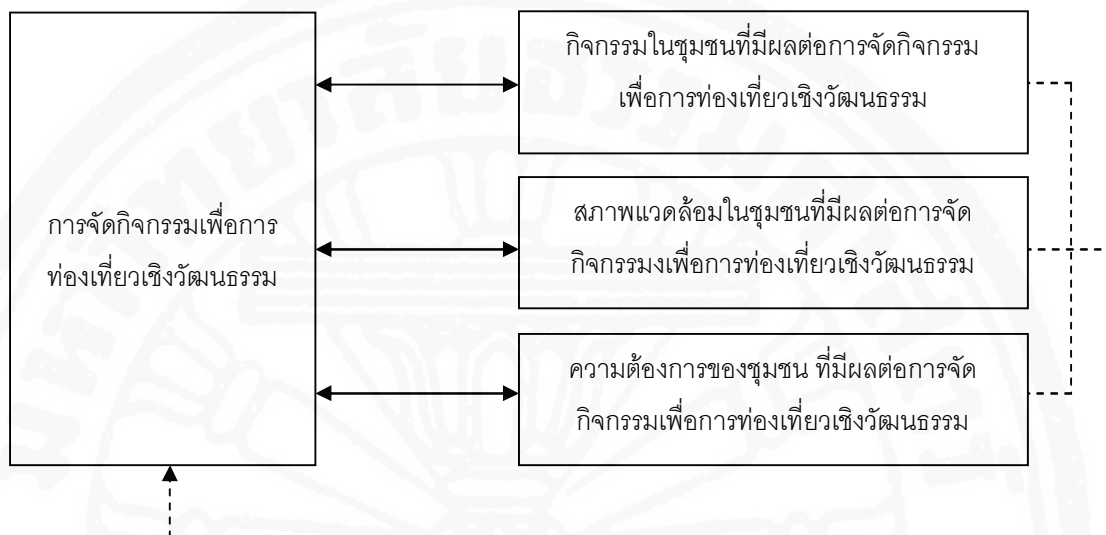 กิจกรรมในชุมชนที่มีผลต่อการจัดกิจกรรม
เพื่อการท่องเที่ยวเชิงวัฒนธรรม
การจัดกิจกรรมเพื่อการ
ท่องเที่ยวเชิงวัฒนธรรม
สภาพแวดล้อมในชุมชนที่มีผลต่อการจัด
กิจกรรมงเพื่อการท่องเที่ยวเชิงวัฒนธรรม
ความต้องการของชุมชน ที่มีผลต่อการจัด
กิจกรรมเพื่อการท่องเที่ยวเชิงวัฒนธรรม